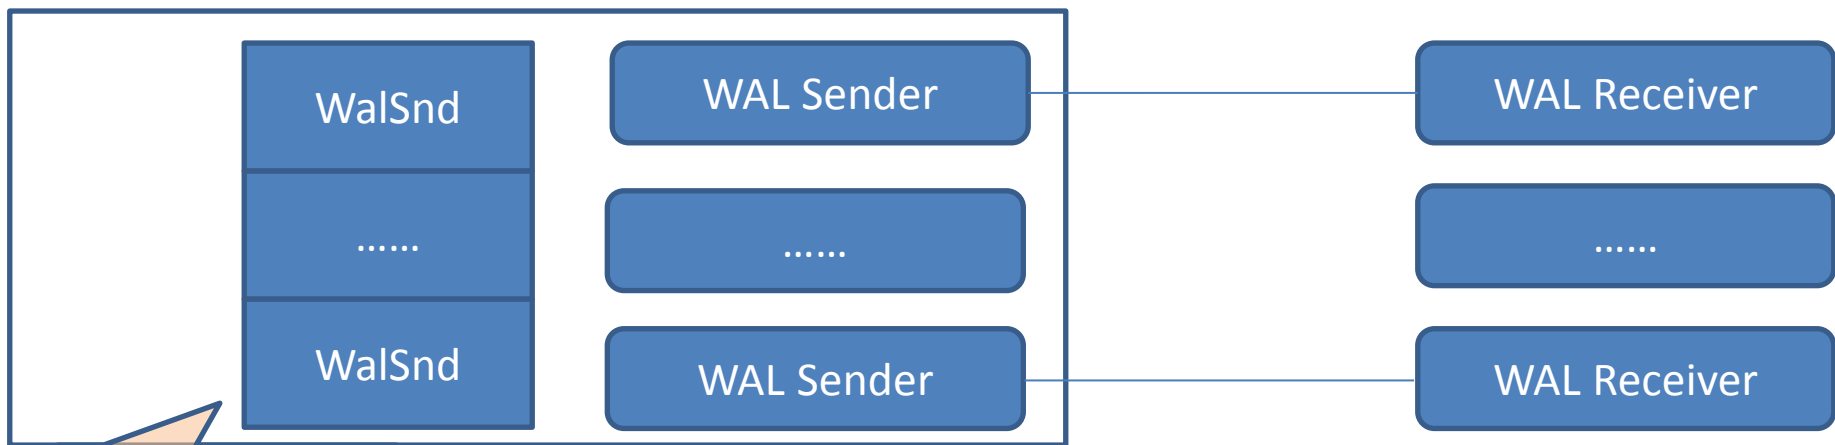 WalSnd
WAL Sender
WAL Receiver
......
......
......
WalSnd
WAL Sender
WAL Receiver